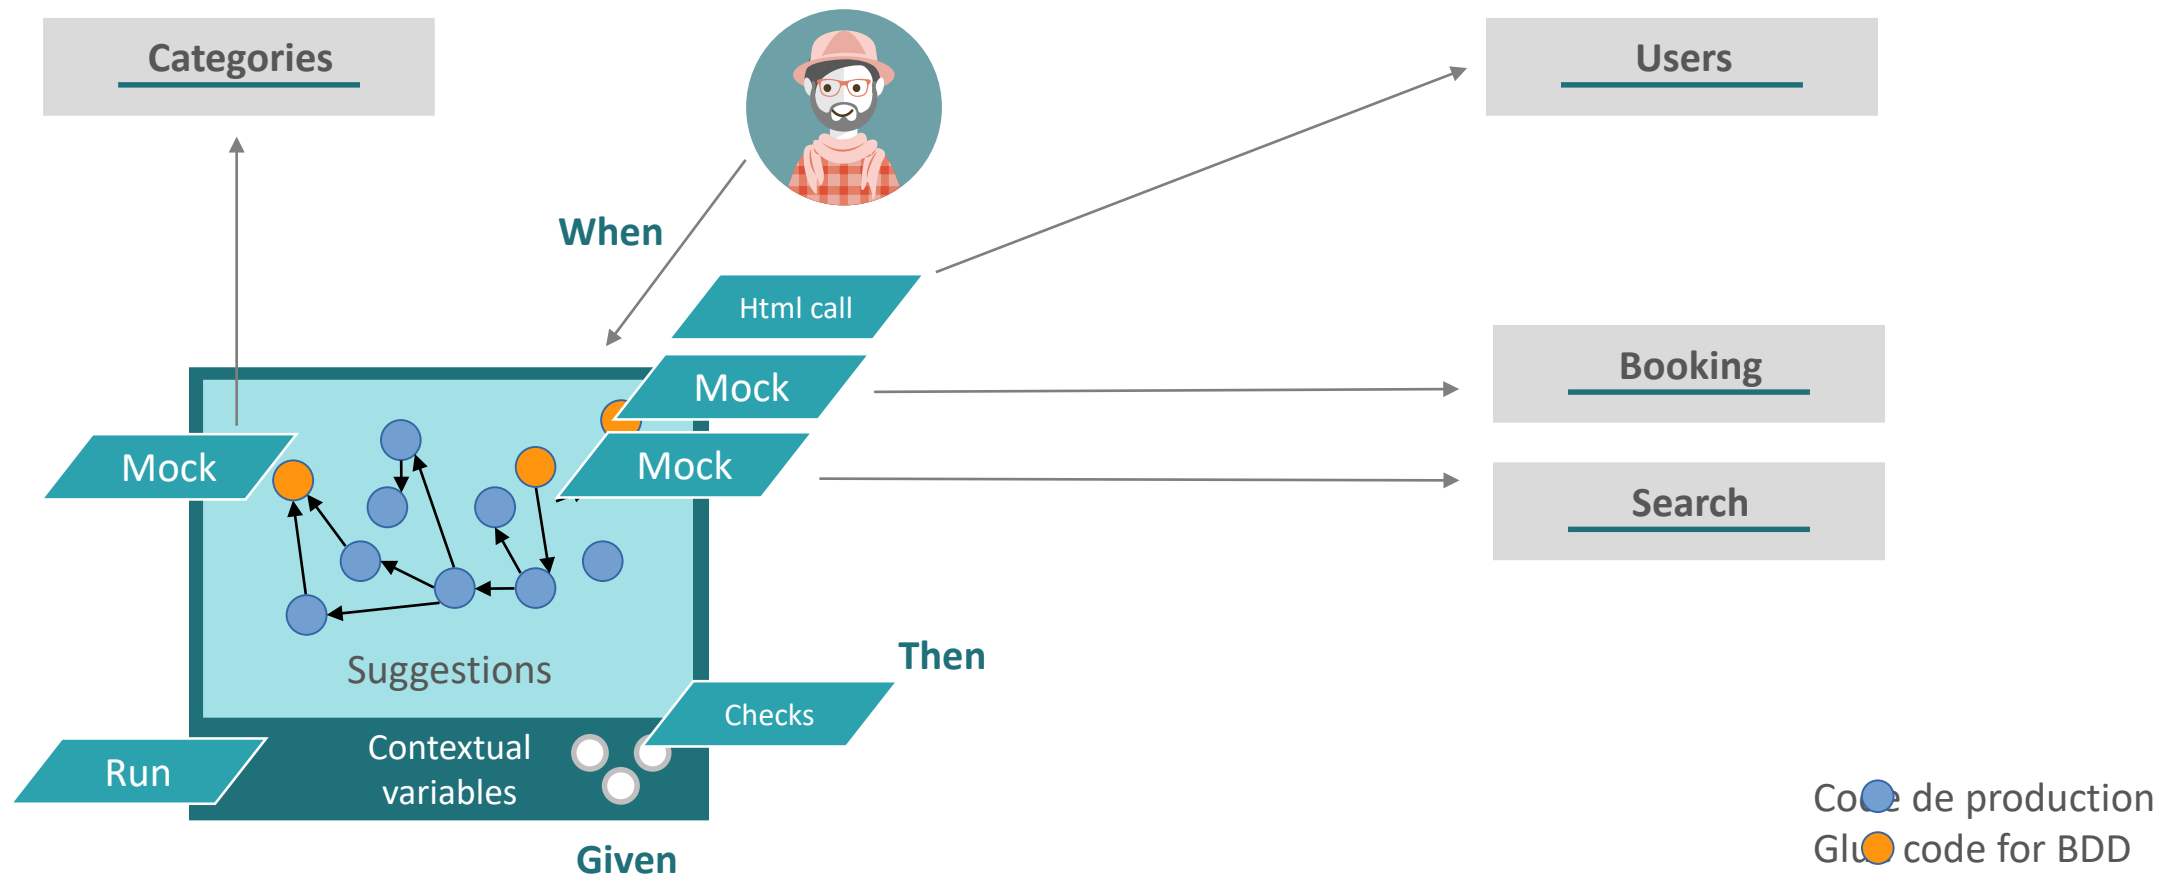 Categories
Users
When
Html call
Mock
Booking
Mock
Mock
Search
Then
Suggestions
Checks
Contextual
variables
Run
Given
de production
code for BDD